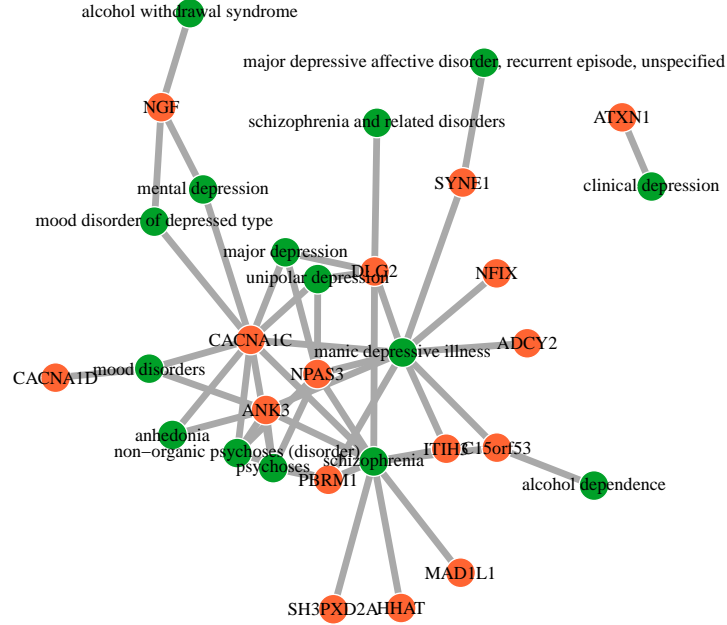 alcohol withdrawal syndrome
major depressive affective disorder, recurrent episode, unspecified
NGF
schizophrenia and related disorders
ATXN1
mental depression
SYNE1
clinical depression
mood disorder of depressed type
major depression
unipolar depression
DLG2
NFIX
CACNA1C
manic depressive illness
ADCY2
CACNA1D
mood disorders
NPAS3
ANK3
anhedonia
non−organic psychoses (disorder)
ITIH3
C15orf53
psychoses
schizophrenia
PBRM1
alcohol dependence
MAD1L1
SH3PXD2A
HHAT